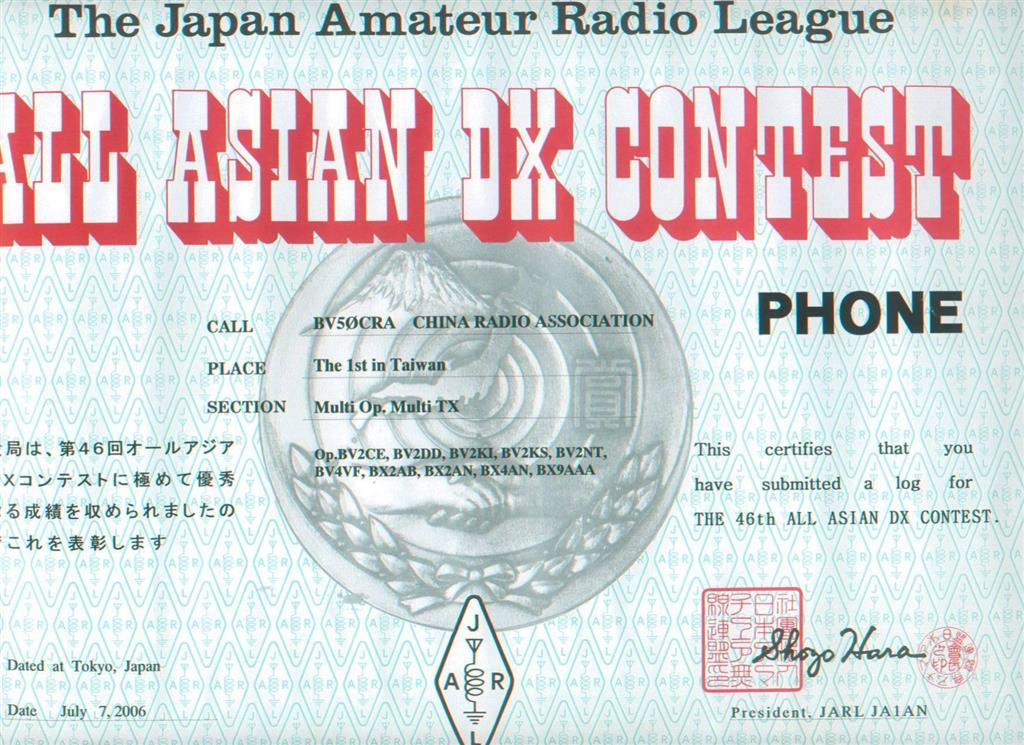 The Japan Amateur Radio League
ALL ASIAN DX CONTEST
PHONE
CALL BV5ØCRA CHINA RADIO ASSOCIATION
PLACE The 1st in Taiwan
SECTION Multi Op, Multi TX
Op,BV2CE, BV2DD, BV2KI, BV2KS, BV2NT,
BV4VF, BX2AB, BX2AN, BX4AN, BX9AAA
局は、第46回オールアジア
Xコンテストに極めて優秀
る成績を収められましたの
これを表彰します
This certifies that you
have submitted a log for
THE 46th ALL ASIAN DX CONTEST.
賞
J
A R
L
Dated at Tokyo, Japan
Date July 7, 2006
Shozo Hara
President, JARL JA1AN